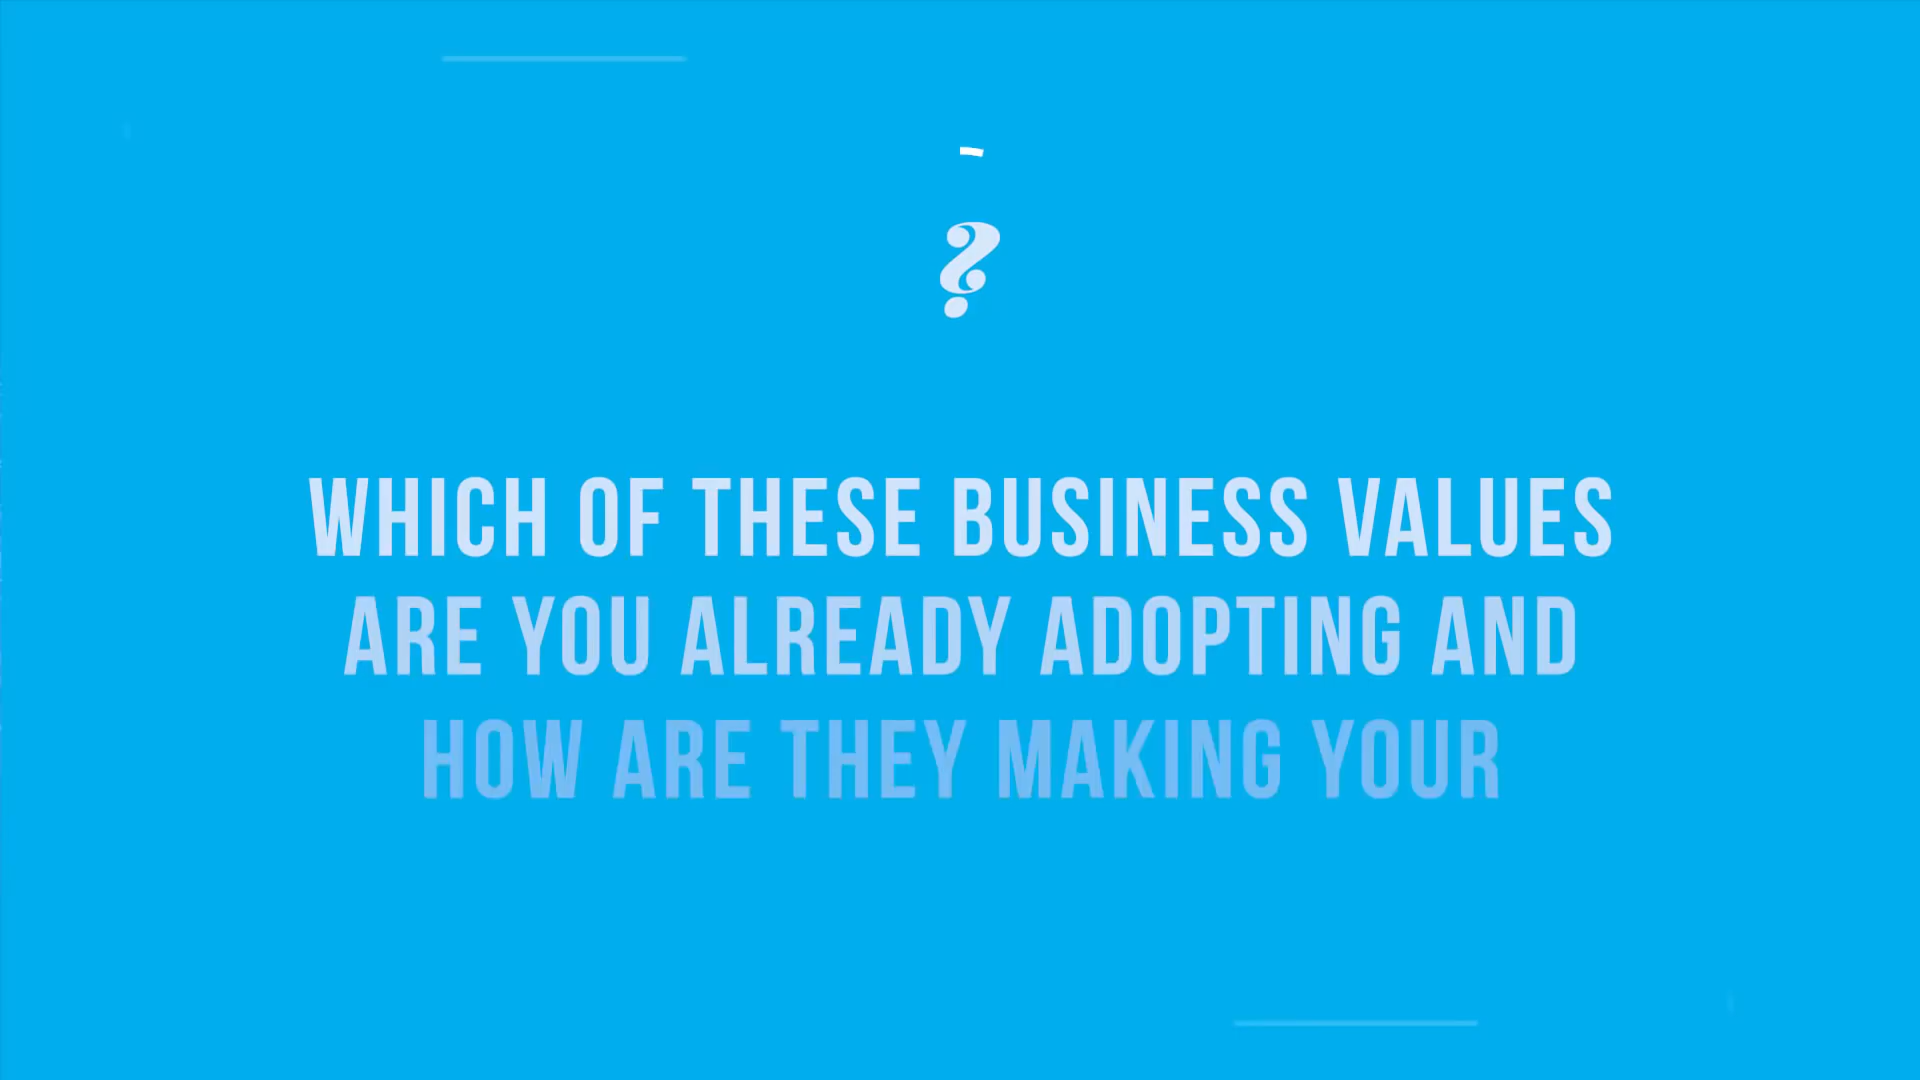 ?
WHICH OF THESE BUSINESS VALUES
ARE YOU ALREADY ADOPTING AND
HOW ARE THEY MAKING YOUR